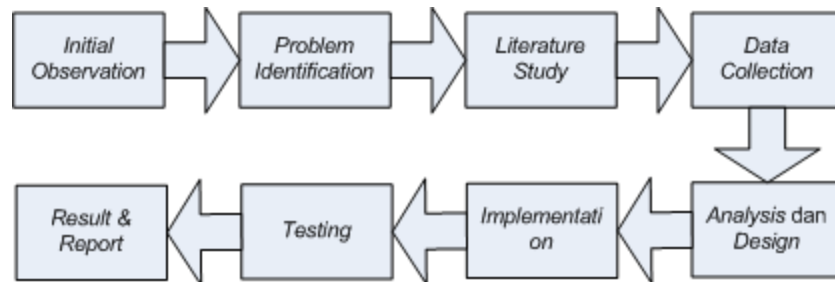 Initial
Observation
Problem
Identification
Literature
Study
Data
Collection
Analysis dan
Design
Implementati
on
Testing
Result &
Report